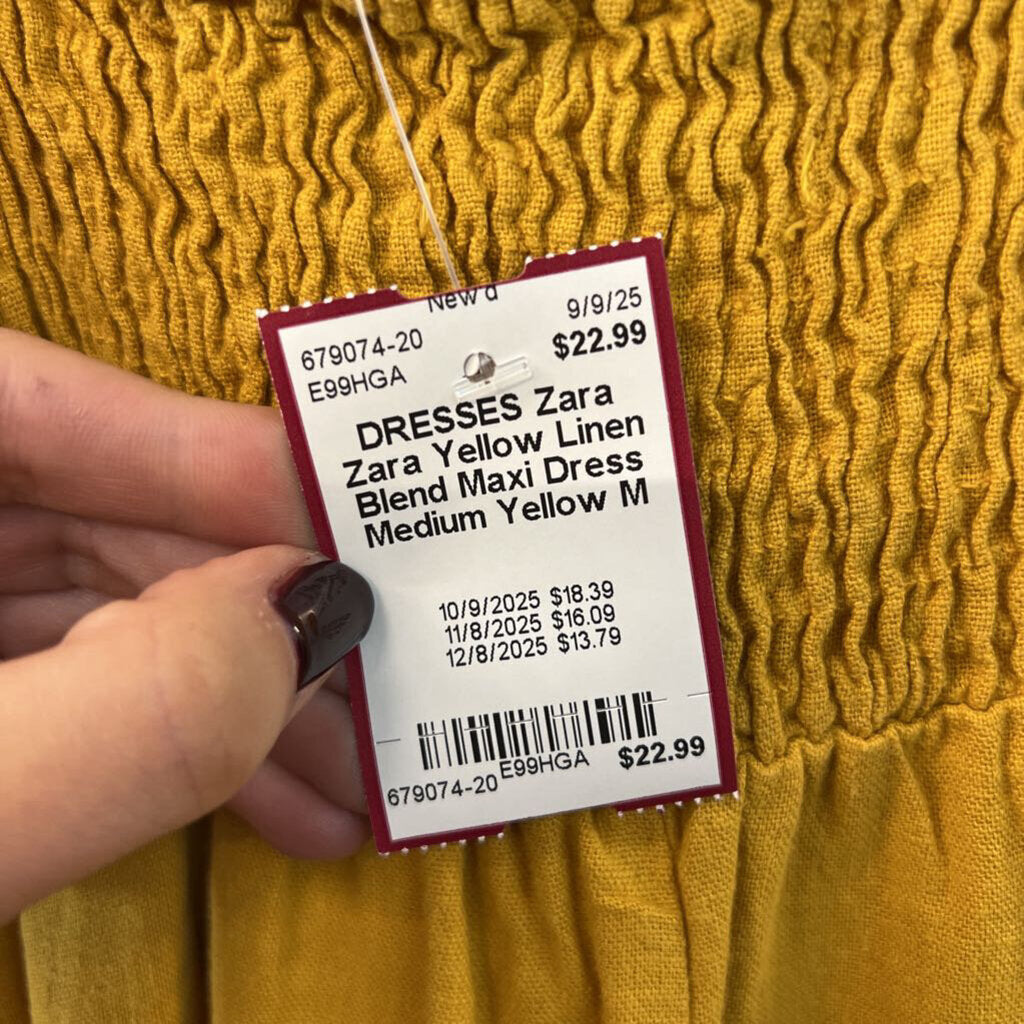 New'd
679074-20 9/9/25
E99HGA $22.99
DRESSES Zara
Zara Yellow Linen
Blend Maxi Dress
Medium Yellow M
10/9/2025 $18.39
11/8/2025 $16.09
12/8/2025 $13.79
679074-20 E99HGA $22.99